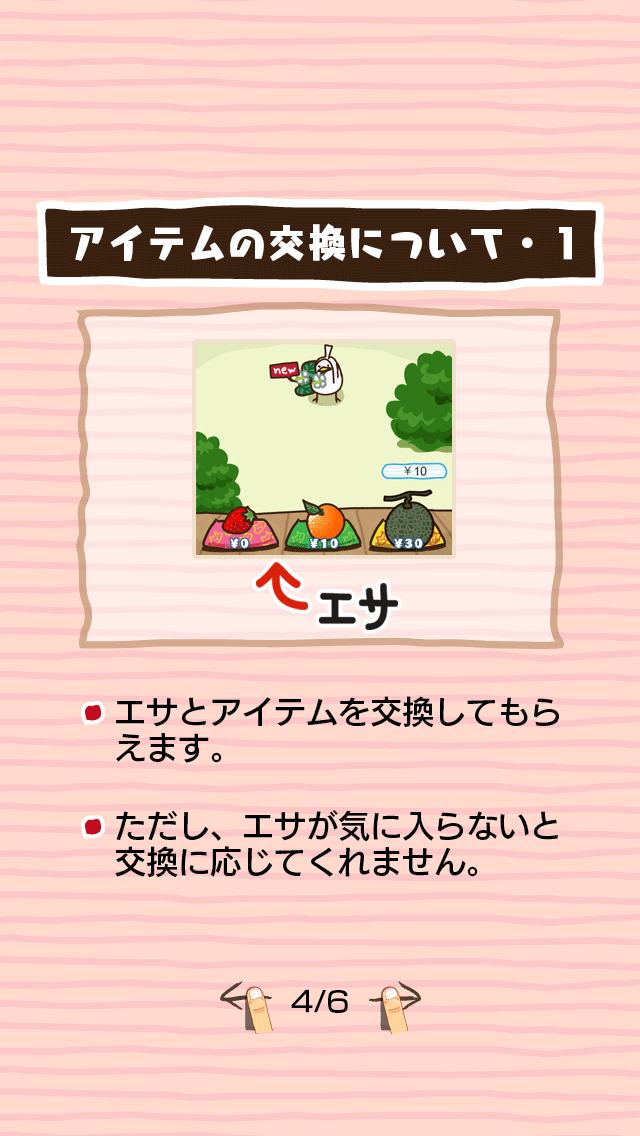 アイテムの交換について・1
new
¥10
¥0
¥10
¥30
エサ
エサとアイテムを交換してもら
えます。
ただし、エサが気に入らないと
交換に応じてくれません。
4/6